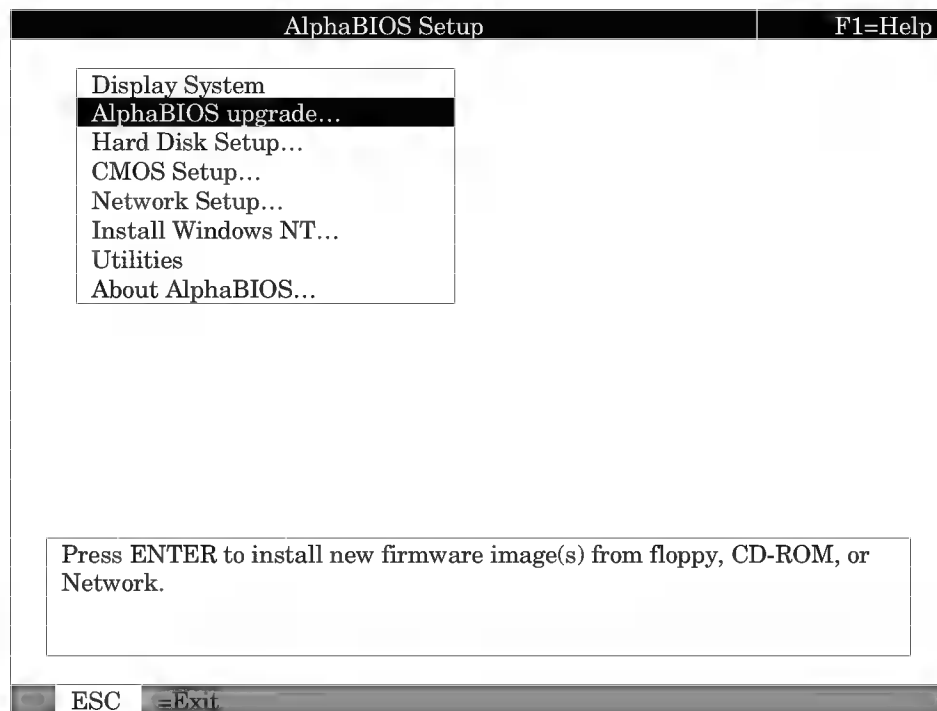 AlphaBIOS Setup F1=Help
Display System
AlphaBIOS upgrade…
Hard Disk Setup…
CMOS Setup…
Network Setup…
Install Windows NT…
Utilities
About AlphaBIOS…
Press ENTER to install new firmware image(s) from floppy, CD-ROM, or
Network.
ESC =Exit